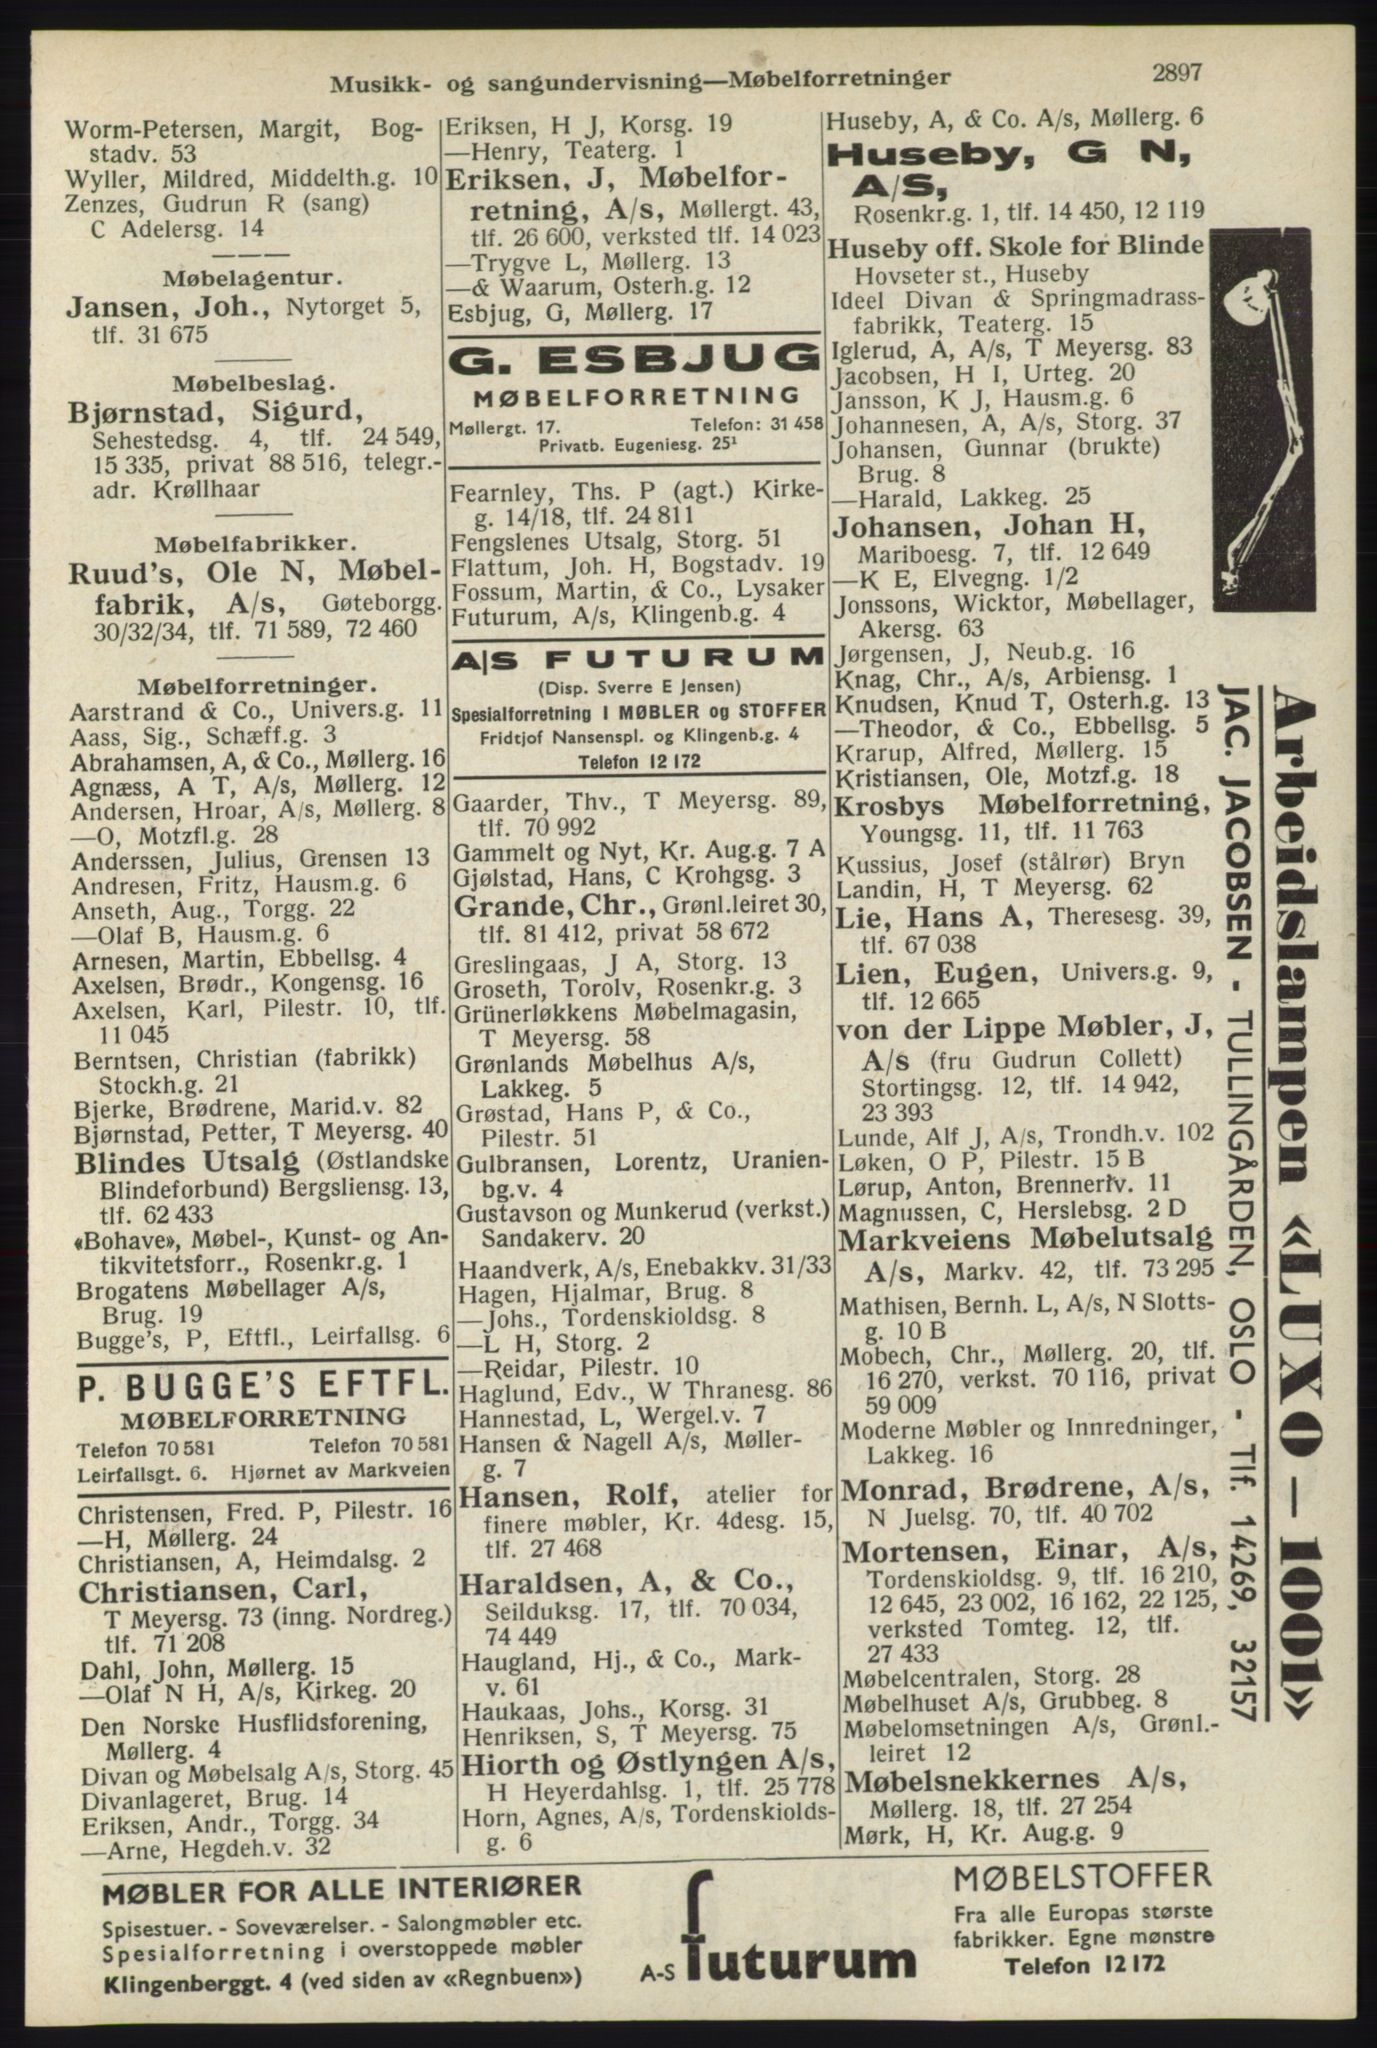 Musikk- og sangundervisning—Møbelforretninger
2897
Worm-Petersen, Margit, Bog-
stadv. 53
Wyller, Mildred, Middelth.g. 10
Zenzes, Gudrun R (sang)
C Adelersg. 14
Møbelagentur.
Jansen, Joh., Nytorget 5,
tlf. 31 675
Møbelbeslag.
Bjørnstad, Sigurd,
Sehestedsg. 4, tlf. 24 549,
15 335, privat 88 516, telegr.-
adr. Krøllhaar
Møbelfabrikker.
Ruud's, Ole N, Møbel-
fabrik, A/s, Gøteborgg.
30/32/34, tlf. 71 589, 72 460
Møbelforretninger.
Aarstrand & Co., Univers.g. 11
Aass, Sig., Schæff.g. 3
Abrahamsen, A, & Co., Møllerg. 16
Agnæss, A T, A/s, Møllerg. 12
Andersen, Hroar, A/s, Møllerg. 8
—O, Motzfl.g. 28
Anderssen, Julius, Grensen 13
Andresen, Fritz, Hausm.g. 6
Anseth, Aug., Torgg. 22
—Olaf B, Hausm.g. 6
Arnesen, Martin, Ebbellsg. 4
Axelsen, Brødr., Kongensg. 16
Axelsen, Karl, Pilestr. 10, tlf.
11 045
Berntsen, Christian (fabrikk)
Stockh.g. 21
Bjerke, Brødrene, Marid.v. 82
Bjørnstad, Petter, T Meyersg. 40
Blindes Utsalg (Østlandske
Blindeforbund) Bergsliensg. 13,
tlf. 62 433
«Bohave», Møbel-, Kunst- og An-
tikvitetsforr., Rosenkr.g. 1
Brogatens Møbellager A/s,
Brug. 19
Bugge's, P, Eftfl., Leirfallsg. 6
P. BUGGE'S EFTFL.
MØBELFORRETNING
Telefon 70 581 Telefon 70 581
Leirfallsgt. 6. Hjørnet av Markveien
Christensen, Fred. P, Pilestr. 16
—H, Møllerg. 24
Christiansen, A, Heimdalsg. 2
Christiansen, Carl,
T Meyersg. 73 (inng. Nordreg.)
tlf. 71 208
Dahl, John, Møllerg. 15
—Olaf N H, A/s, Kirkeg. 20
Den Norske Husflidsforening,
Møllerg. 4
Divan og Møbelsalg A/s, Storg. 45
Divanlageret, Brug. 14
Eriksen, Andr., Torgg. 34
—Arne, Hegdeh.v. 32
Eriksen, H J, Korsg. 19
—Henry, Teaterg. 1
Eriksen, J, Møbelfor-
retning, A/s, Møllergt. 43,
tlf. 26 600, verksted tlf. 14 023
—Trygve L, Møllerg. 13
—& Waarum, Osterh.g. 12
Esbjug, G, Møllerg. 17
G. ESBJUG
MØBELFORRETNING
Møllergt. 17. Telefon: 31 458
Privatb. Eugeniesg. 25¹
Fearnley, Ths. P (agt.) Kirke-
g. 14/18, tlf. 24 811
Fengslenes Utsalg, Storg. 51
Flattum, Joh. H, Bogstadv. 19
Fossum, Martin, & Co., Lysaker
Futurum, A/s, Klingenb.g. 4
A/S FUTURUM
(Disp. Sverre E Jensen)
Spesialforretning I MØBLER og STOFFER
Fridtjof Nansenspl. og Klingenb.g. 4
Telefon 12 172
Gaarder, Thv., T Meyersg. 89,
tlf. 70 992
Gammelt og Nyt, Kr. Aug.g. 7 A
Gjølstad, Hans, C Krohgsg. 3
Grande, Chr., Grønl.leiret 30,
tlf. 81 412, privat 58 672
Greslingaas, J A, Storg. 13
Groseth, Torolv, Rosenkr.g. 3
Grünerløkkens Møbelmagasin,
T Meyersg. 58
Grønlands Møbelhus A/s,
Lakkeg. 5
Grøstad, Hans P, & Co.,
Pilestr. 51
Gulbransen, Lorentz, Uranien-
bg.v. 4
Gustavson og Munkerud (verkst.)
Sandakerv. 20
Haandverk, A/s, Enebakkv. 31/33
Hagen, Hjalmar, Brug. 8
—Johs., Tordenskioldsg. 8
—L H, Storg. 2
—Reidar, Pilestr. 10
Haglund, Edv., W Thranesg. 86
Hannestad, L, Wergel.v. 7
Hansen & Nagell A/s, Møller-
g. 7
Hansen, Rolf, atelier for
finere møbler, Kr. 4desg. 15,
tlf. 27 468
Haraldsen, A, & Co.,
Seilduksg. 17, tlf. 70 034,
74 449
Haugland, Hj., & Co., Mark-
v. 61
Haukaas, Johs., Korsg. 31
Henriksen, S, T Meyersg. 75
Hiorth og Østlyngen A/s,
H Heyerdahlsg. 1, tlf. 25 778
Horn, Agnes, A/s, Tordenskiolds-
g. 6
Huseby, A, & Co. A/s, Møllerg. 6
Huseby, G N,
A/S,
Rosenkr.g. 1, tlf. 14 450, 12 119
Huseby off. Skole for Blinde
Hovseter st., Huseby
Ideel Divan & Springmadrass-
fabrikk, Teaterg. 15
Iglerud, A, A/s, T Meyersg. 83
Jacobsen, H I, Urteg. 20
Jansson, K J, Hausm.g. 6
Johannesen, A, A/s, Storg. 37
Johansen, Gunnar (brukte)
Brug. 8
—Harald, Lakkeg. 25
Johansen, Johan H,
Mariboesg. 7, tlf. 12 649
—K E, Elvegng. 1/2
Jonssons, Wicktor, Møbellager,
Akersg. 63
Jørgensen, J, Neub.g. 16
Knag, Chr., A/s, Arbiensg. 1
Knudsen, Knud T, Osterh.g. 13
—Theodor, & Co., Ebbellsg. 5
Krarup, Alfred, Møllerg. 15
Kristiansen, Ole, Motzf.g. 18
Krosbys Møbelforretning,
Youngsg. 11, tlf. 11 763
Kussius, Josef (stålrør) Bryn
Landin, H, T Meyersg. 62
Lie, Hans A, Theresesg. 39,
tlf. 67 038
Lien, Eugen, Univers.g. 9,
tlf. 12 665
von der Lippe Møbler, J,
A/s (fru Gudrun Collett)
Stortingsg. 12, tlf. 14 942,
23 393
Lunde, Alf J, A/s, Trondh.v. 102
Løken, O P, Pilestr. 15 B
Lørup, Anton, Brennerív. 11
Magnussen, C, Herslebsg. 2 D
Markveiens Møbelutsalg
A/s, Markv. 42, tlf. 73 295
Mathisen, Bernh. L, A/s, N Slotts-
g. 10 B
Mobech, Chr., Møllerg. 20, tlf.
16 270, verkst. 70 116, privat
59 009
Moderne Møbler og Innredninger,
Lakkeg. 16
Monrad, Brødrene, A/s,
N Juelsg. 70, tlf. 40 702
Mortensen, Einar, A/s,
Tordenskioldsg. 9, tlf. 16 210,
12 645, 23 002, 16 162, 22 125,
verksted Tomteg. 12, tlf.
27 433
Møbelcentralen, Storg. 28
Møbelhuset A/s, Grubbeg. 8
Møbelomsetningen A/s, Grønl.-
leiret 12
Møbelsnekkernes A/s,
Møllerg. 18, tlf. 27 254
Mørk, H, Kr. Aug.g. 9
Arbeidslampen «LUXO—1001»
JAC. JACOBSEN - TULLINGÅRDEN, OSLO - Tlf. 14269, 32157
MØBLER FOR ALLE INTERIØRER
Spisestuer. - Soveværelser. - Salongmøbler etc.
Spesialforretning i overstoppede møbler
Klingenberggt. 4 (ved siden av «Regnbuen»)
A-S futurum
MØBELSTOFFER
Fra alle Europas største
fabrikker. Egne mønstre
Telefon 12 172